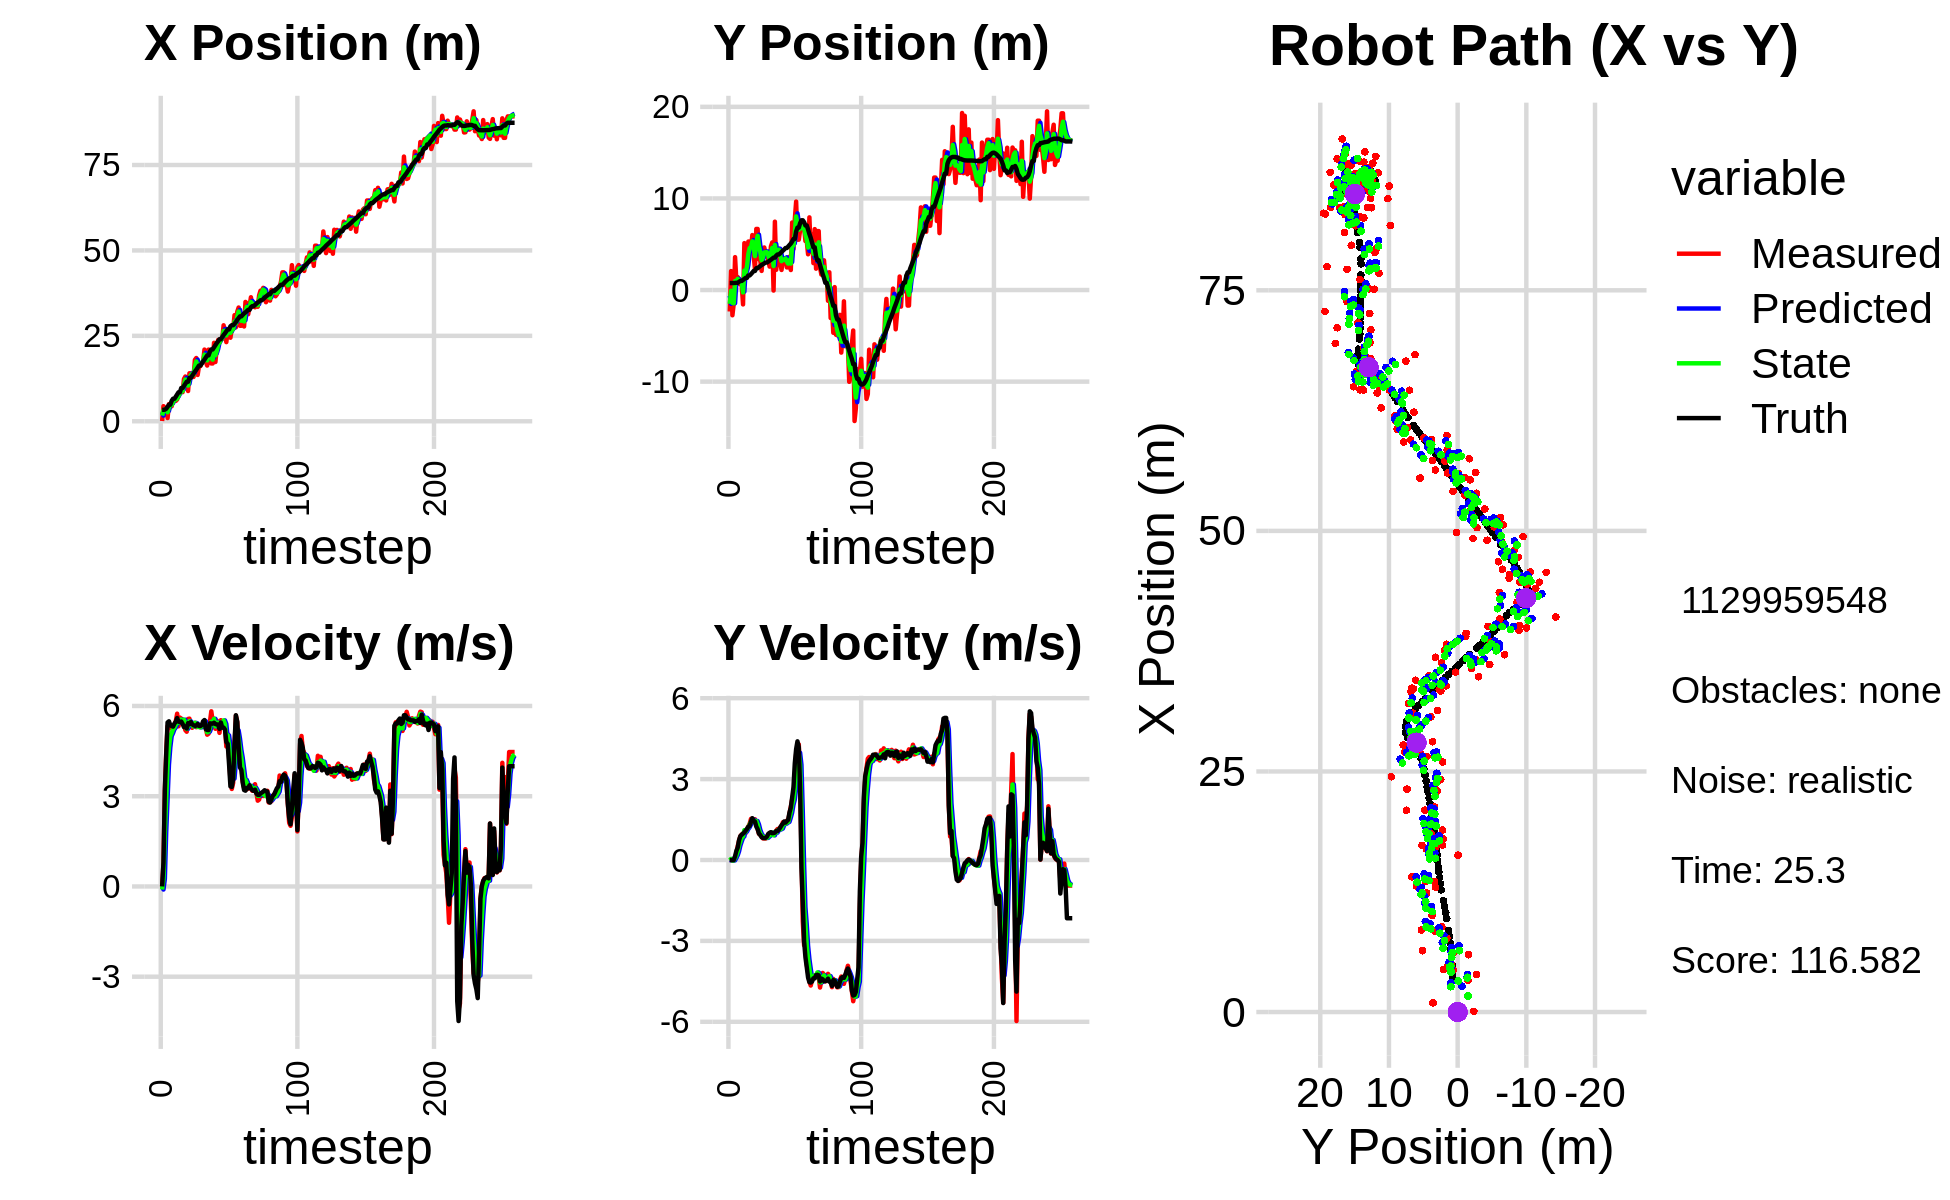 X Position (m)
75
50
25
0
0
100
200
timestep
Y Position (m)
20
10
0
-10
0
100
200
timestep
X Velocity (m/s)
6
3
0
-3
0
100
200
timestep
Y Velocity (m/s)
6
3
0
-3
-6
0
100
200
timestep
Robot Path (X vs Y)
X Position (m)
75
50
25
0
20 10 0 -10 -20
Y Position (m)
variable
Measured
Predicted
State
Truth
1129959548
Obstacles: none
Noise: realistic
Time: 25.3
Score: 116.582